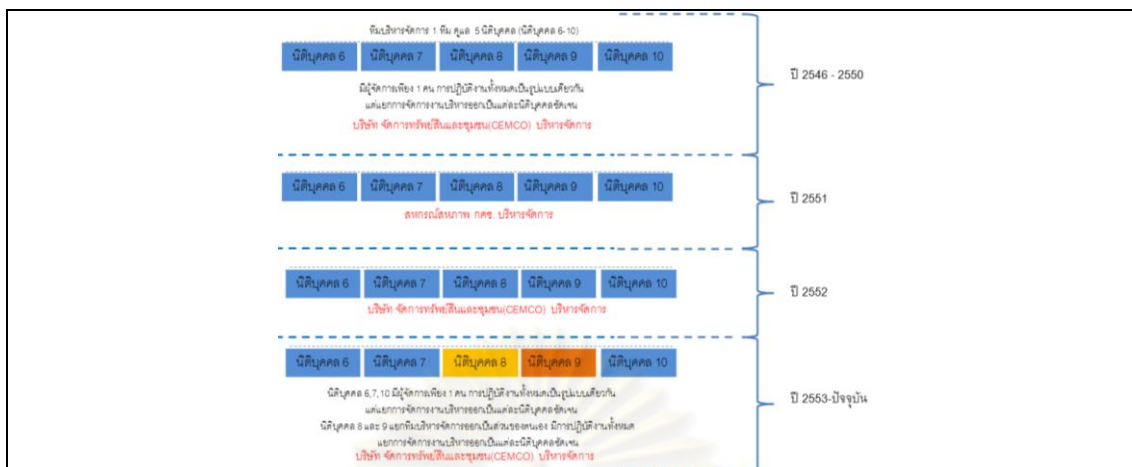 ทีมบริหารจัดการ 1 ทีม ดูแล 5 นิติบุคคล (นิติบุคคล 6-10)
นิติบุคคล 6 นิติบุคคล 7 นิติบุคคล 8 นิติบุคคล 9 นิติบุคคล 10
มีผู้จัดการเพียง 1 คน การปฏิบัติงานทั้งหมดเป็นรูปแบบเดียวกัน
แต่แยกการจัดการงานบริหารออกเป็นแต่ละนิติบุคคลชัดเจน
บริษัท จัดการทรัพย์สินและชุมชน(CEMCO) บริหารจัดการ
ปี 2546 - 2550
นิติบุคคล 6 นิติบุคคล 7 นิติบุคคล 8 นิติบุคคล 9 นิติบุคคล 10
สหกรณ์สหภาพ กคช. บริหารจัดการ
ปี 2551
นิติบุคคล 6 นิติบุคคล 7 นิติบุคคล 8 นิติบุคคล 9 นิติบุคคล 10
บริษัท จัดการทรัพย์สินและชุมชน(CEMCO) บริหารจัดการ
ปี 2552
นิติบุคคล 6 นิติบุคคล 7 นิติบุคคล 8 นิติบุคคล 9 นิติบุคคล 10
นิติบุคคล 6,7,10 มีผู้จัดการเพียง 1 คน การปฏิบัติงานทั้งหมดเป็นรูปแบบเดียวกัน
แต่แยกการจัดการงานบริหารออกเป็นแต่ละนิติบุคคลชัดเจน
นิติบุคคล 8 และ 9 แยกทีมบริหารจัดการออกเป็นส่วนของตนเอง มีการปฏิบัติงานทั้งหมด
แยกการจัดการงานบริหารออกเป็นแต่ละนิติบุคคลชัดเจน
บริษัท จัดการทรัพย์สินและชุมชน(CEMCO) บริหารจัดการ
ปี 2553-ปัจจุบัน